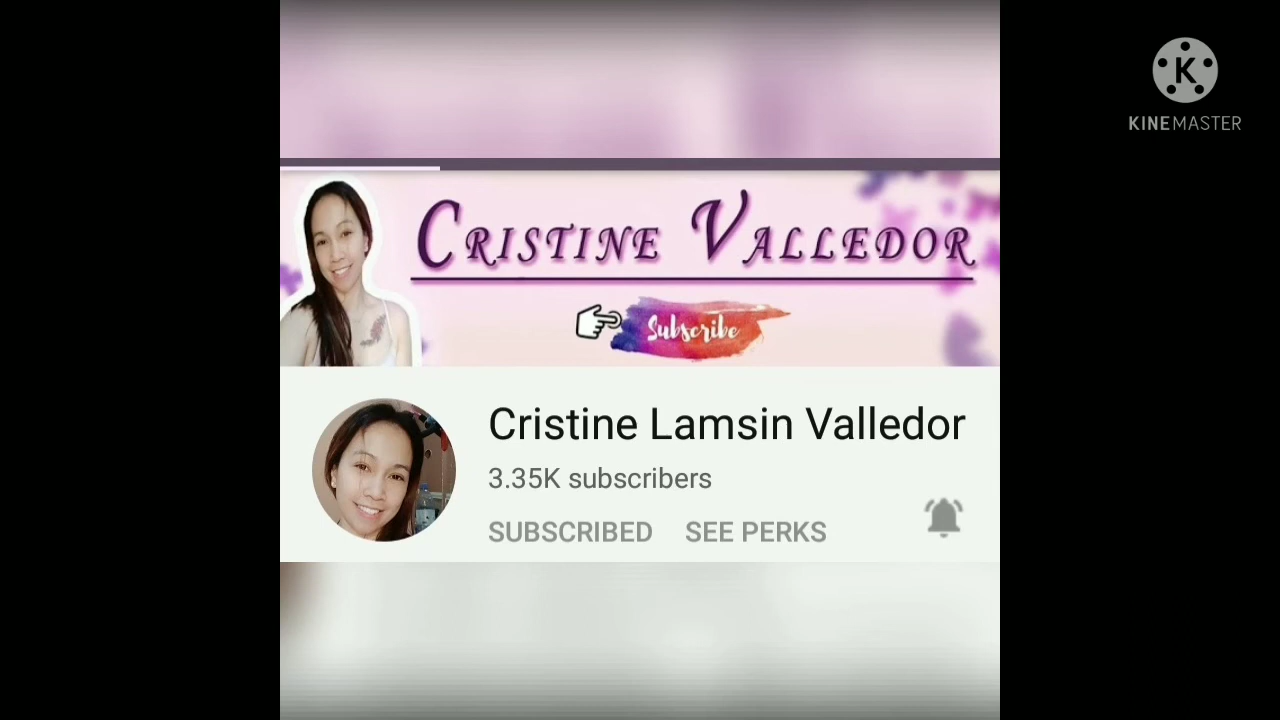 K
KINEMASTER
CRISTINE VALLEDOR
Subscribe
Cristine Lamsin Valledor
3.35K subscribers
SUBSCRIBED SEE PERKS